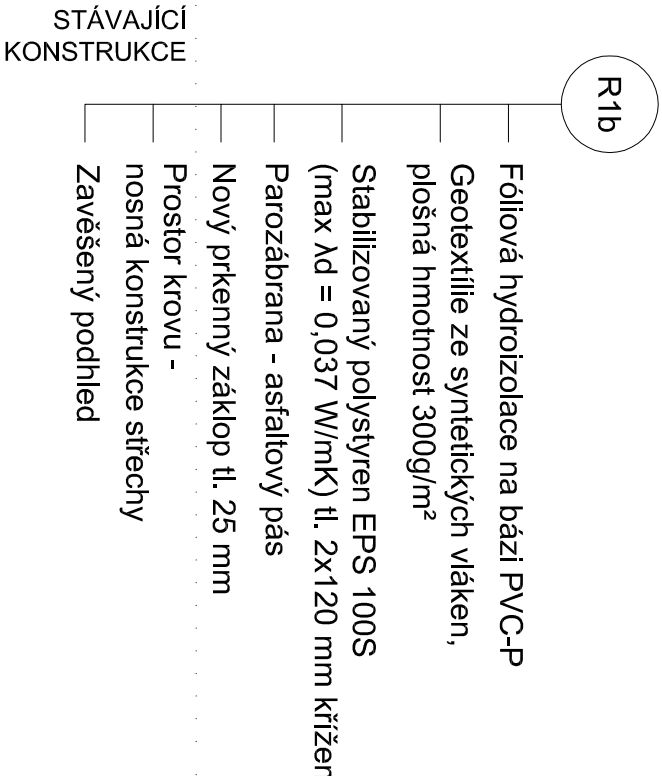 R1b
Fóliová hydroizolace na bázi PVC-P
Geotextílie ze syntetických vláken,
plošná hmotnost 300g/m²
Stabilizovaný polystyren EPS 100S
(max λd = 0,037 W/mK) tl. 2x120 mm křížen
Parozábrana - asfaltový pás
Nový prkenný záklop tl. 25 mm
Prostor krovu -
nosná konstrukce střechy
Zavěšený podhled
STÁVAJÍCÍ
KONSTRUKCE